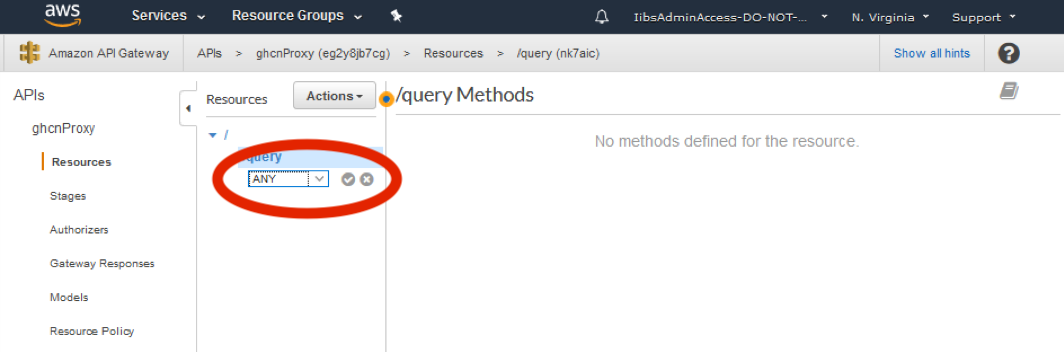 aws Services Resource Groups IibsAdminAccess-DO-NOT-... N. Virginia Support
Amazon API Gateway APIs > ghcnProxy (eg2y8jb7cg) > Resources > /query (nk7aic) Show all hints ?
APIs
ghcnProxy
Resources
Stages
Authorizers
Gateway Responses
Models
Resource Policy
Resources Actions
/
/query
ANY
/query Methods
No methods defined for the resource.